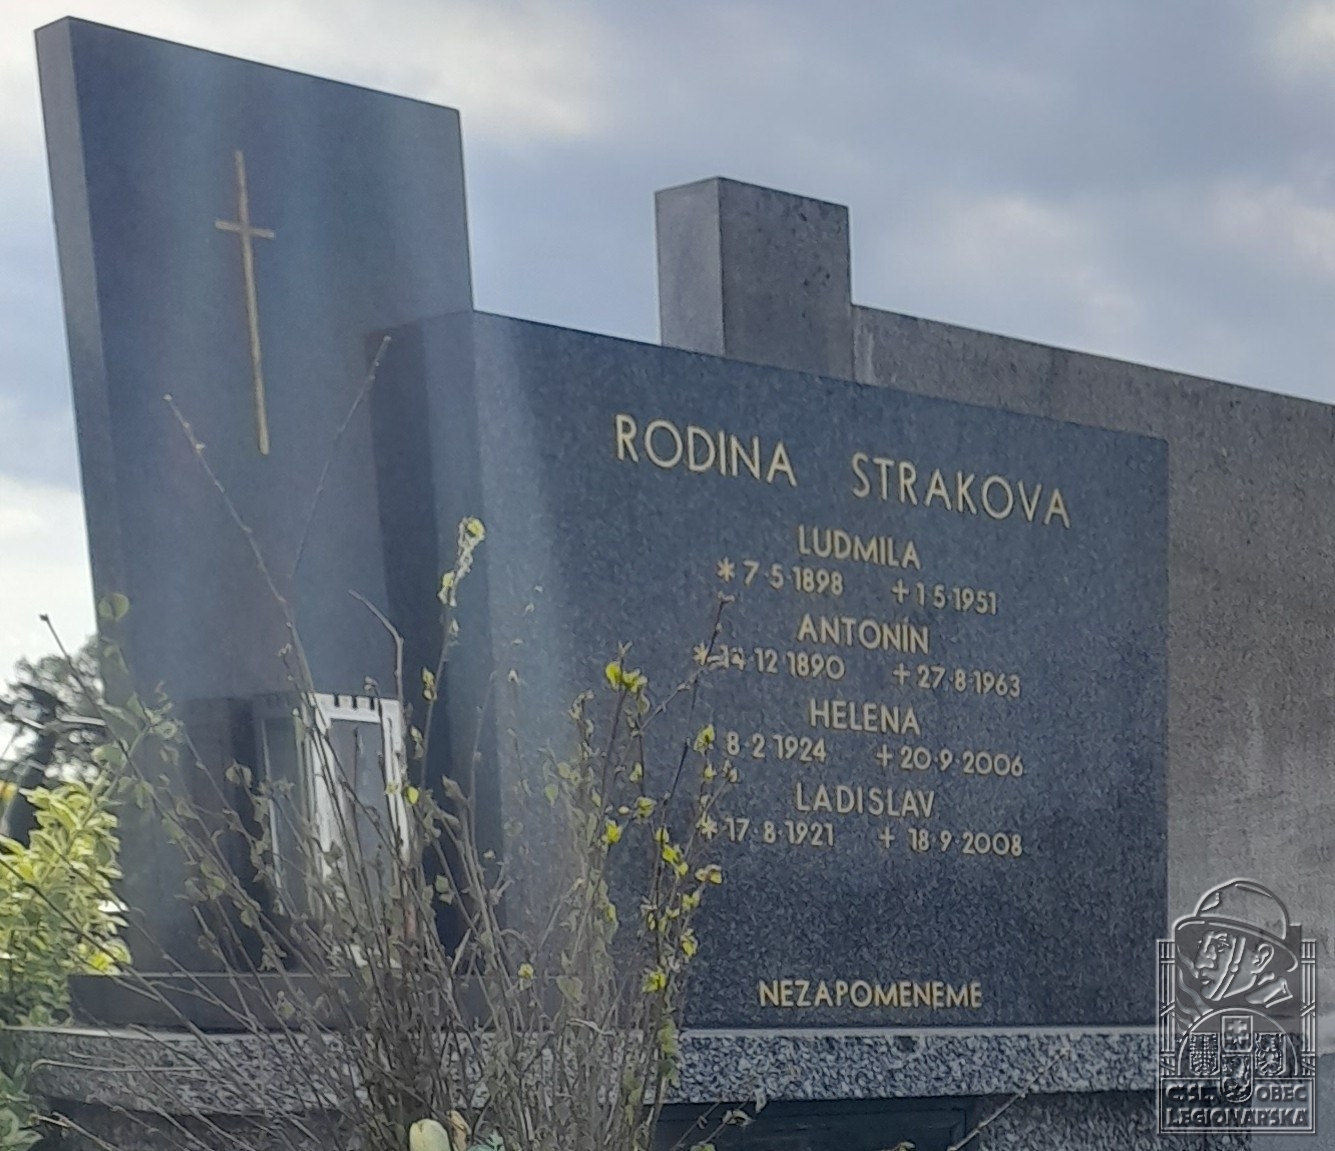 RODINA STRAKOVA
LUDMILA
* 7·5·1898 + 1 5·1951
ANTONÍN
* 14 12 1890 + 27·8·1963
HELENA
* 8·2 1924 + 20·9·2006
LADISLAV
* 17·8·1921 + 18·9·2008
NEZAPOMENEME
ČSL. OBEC
LEGIONÁŘSKÁ